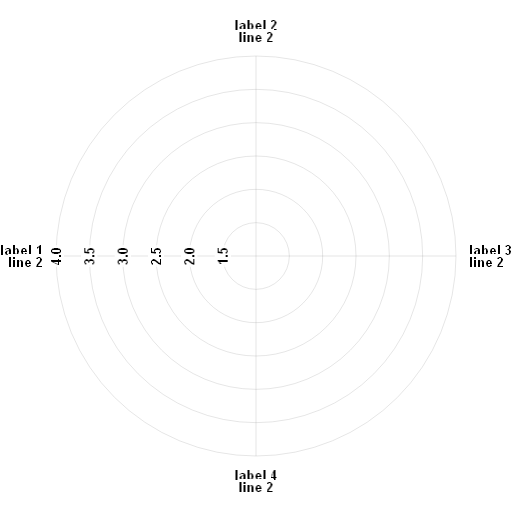 label 2
line 2
label 1
line 2
4.0
3.5
3.0
2.5
2.0
1.5
label 3
line 2
label 4
line 2